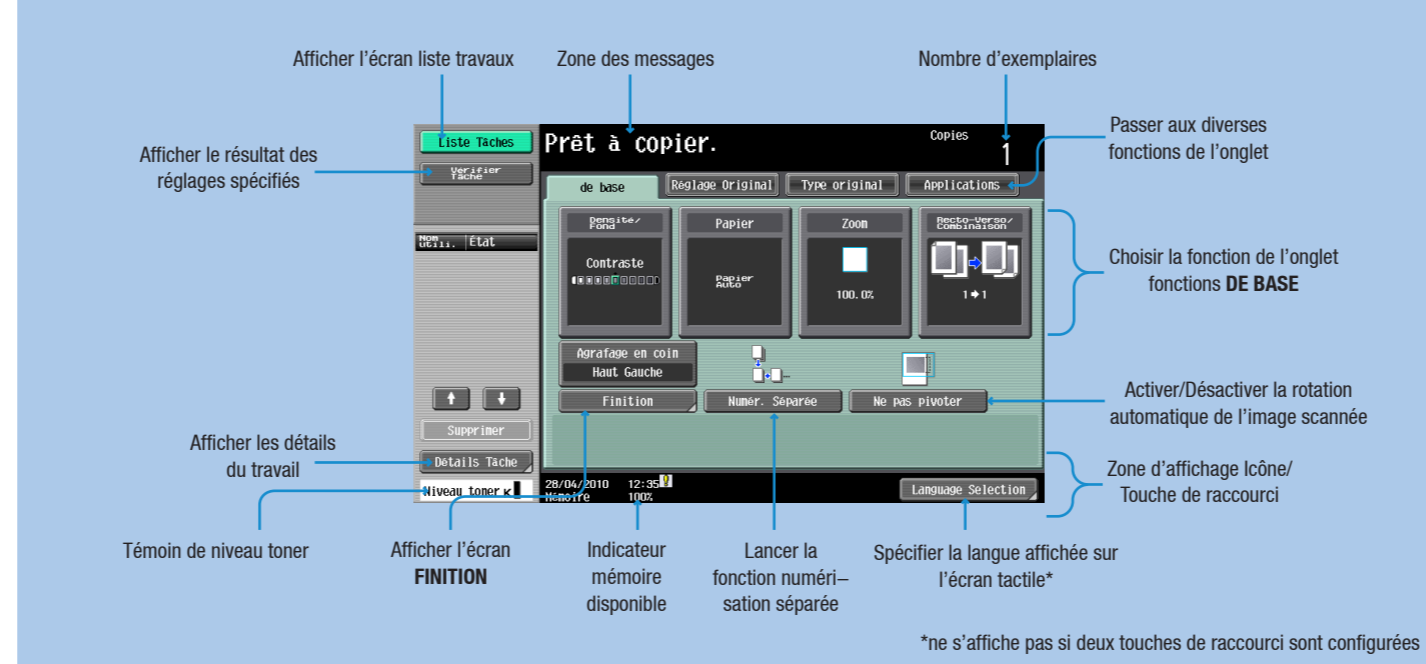 Afficher l’écran liste travaux
Zone des messages
Nombre d’exemplaires
Passer aux diverses
fonctions de l’onglet
Afficher le résultat des
réglages spécifiés
Liste Tâches
Prêt à copier.
Copies
1
Vérifier
Tâche
de base
Réglage Original
Type original
Applications
Nom
utili.
État
Densité/
Fond
Papier
Zoom
Recto-Verso/
Combinaison
Contraste
Papier
Auto
100.0%
1➔1
Choisir la fonction de l’onglet
fonctions DE BASE
Agrafage en coin
Haut Gauche
Finition
Numér. Séparée
Ne pas pivoter
Activer/Désactiver la rotation
automatique de l’image scannée
Supprimer
Afficher les détails
du travail
Détails Tâche
Niveau toner K
28/04/2010 12:35
Mémoire 100%
Language Selection
Zone d’affichage Icône/
Touche de raccourci
Témoin de niveau toner
Afficher l’écran
FINITION
Indicateur
mémoire
disponible
Lancer la
fonction numéri–
sation séparée
Spécifier la langue affichée sur
l’écran tactile*
*ne s’affiche pas si deux touches de raccourci sont configurées